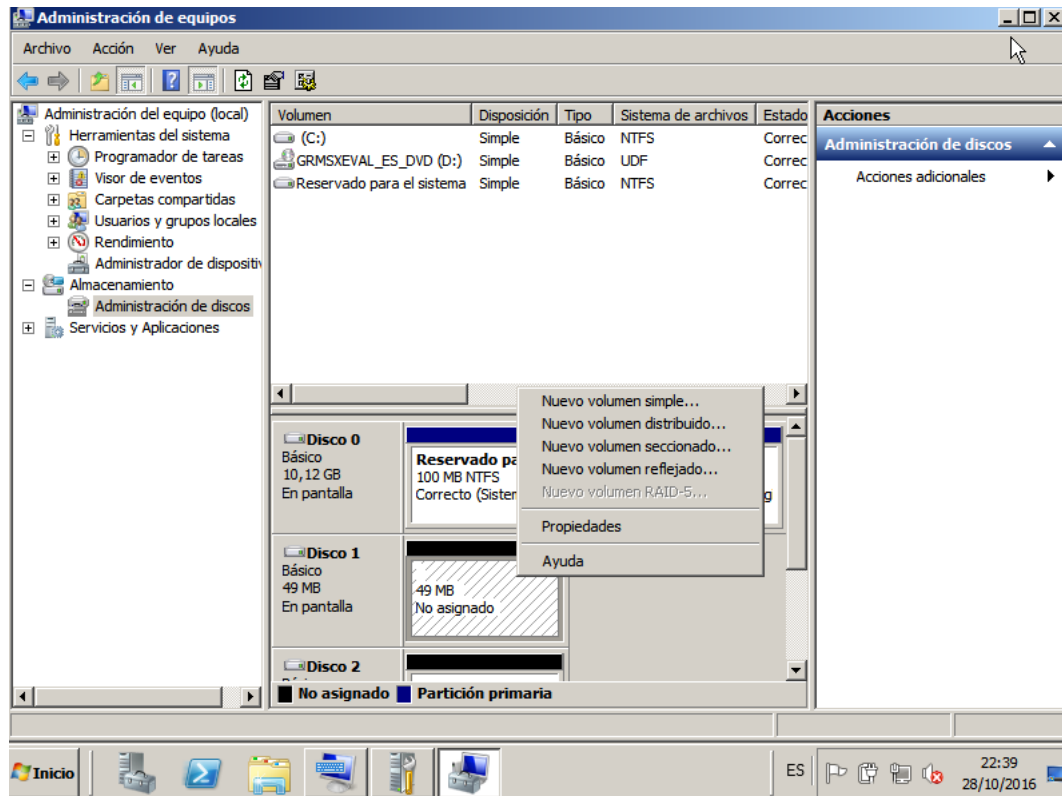 Administración de equipos
Archivo Acción Ver Ayuda
Administración del equipo (local)
Herramientas del sistema
Programador de tareas
Visor de eventos
Carpetas compartidas
Usuarios y grupos locales
Rendimiento
Administrador de dispositiv
Almacenamiento
Administración de discos
Servicios y Aplicaciones
Volumen Disposición Tipo Sistema de archivos Estado
(C:) Simple Básico NTFS Correc
GRMSXEVAL_ES_DVD (D:) Simple Básico UDF Correc
Reservado para el sistema Simple Básico NTFS Correc
Disco 0
Básico
10,12 GB
En pantalla
Reservado pa
100 MB NTFS
Correcto (Sister
g
Disco 1
Básico
49 MB
En pantalla
49 MB
No asignado
Disco 2
No asignado Partición primaria
Nuevo volumen simple...
Nuevo volumen distribuido...
Nuevo volumen seccionado...
Nuevo volumen reflejado...
Nuevo volumen RAID-5...
Propiedades
Ayuda
Acciones
Administración de discos
Acciones adicionales
Inicio
ES
22:39
28/10/2016